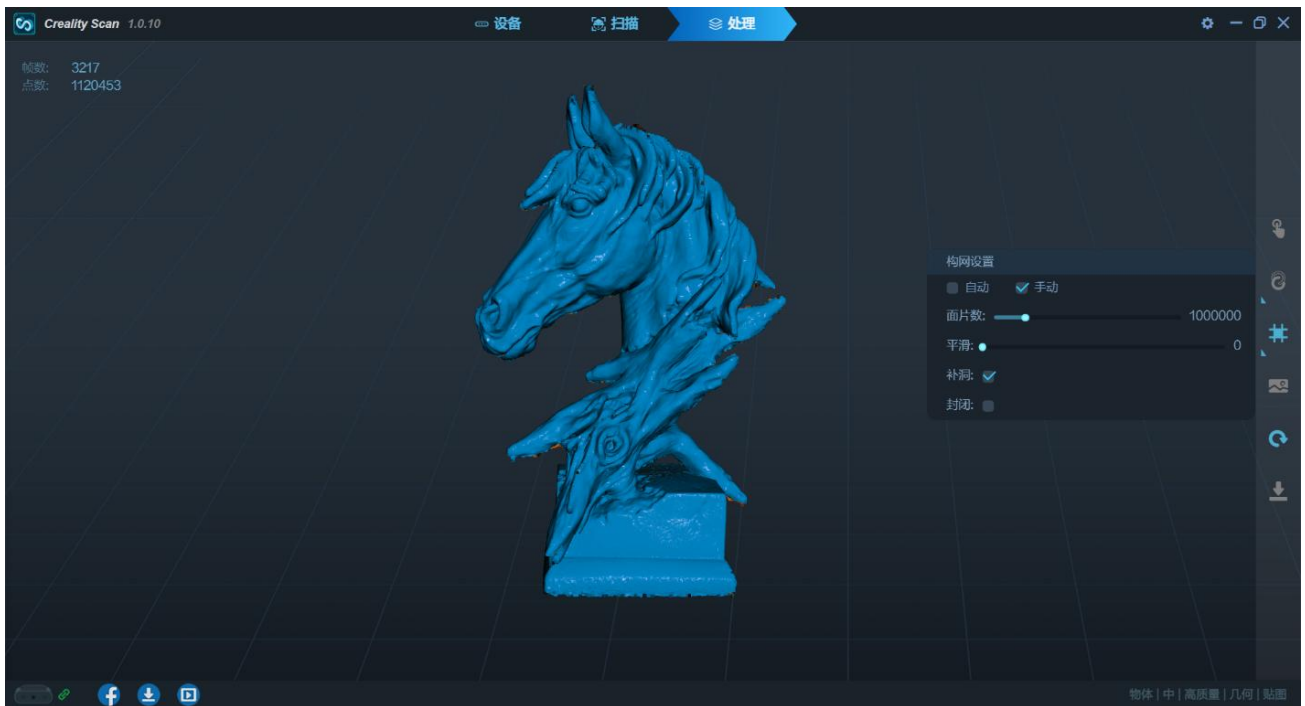 Creality Scan 1.0.10
设备
扫描
处理
帧数: 3217
点数: 1120453
构网设置
自动 手动
面片数: 1000000
平滑: 0
补洞:
封闭:
物体 | 中 | 高质量 | 几何 | 贴图